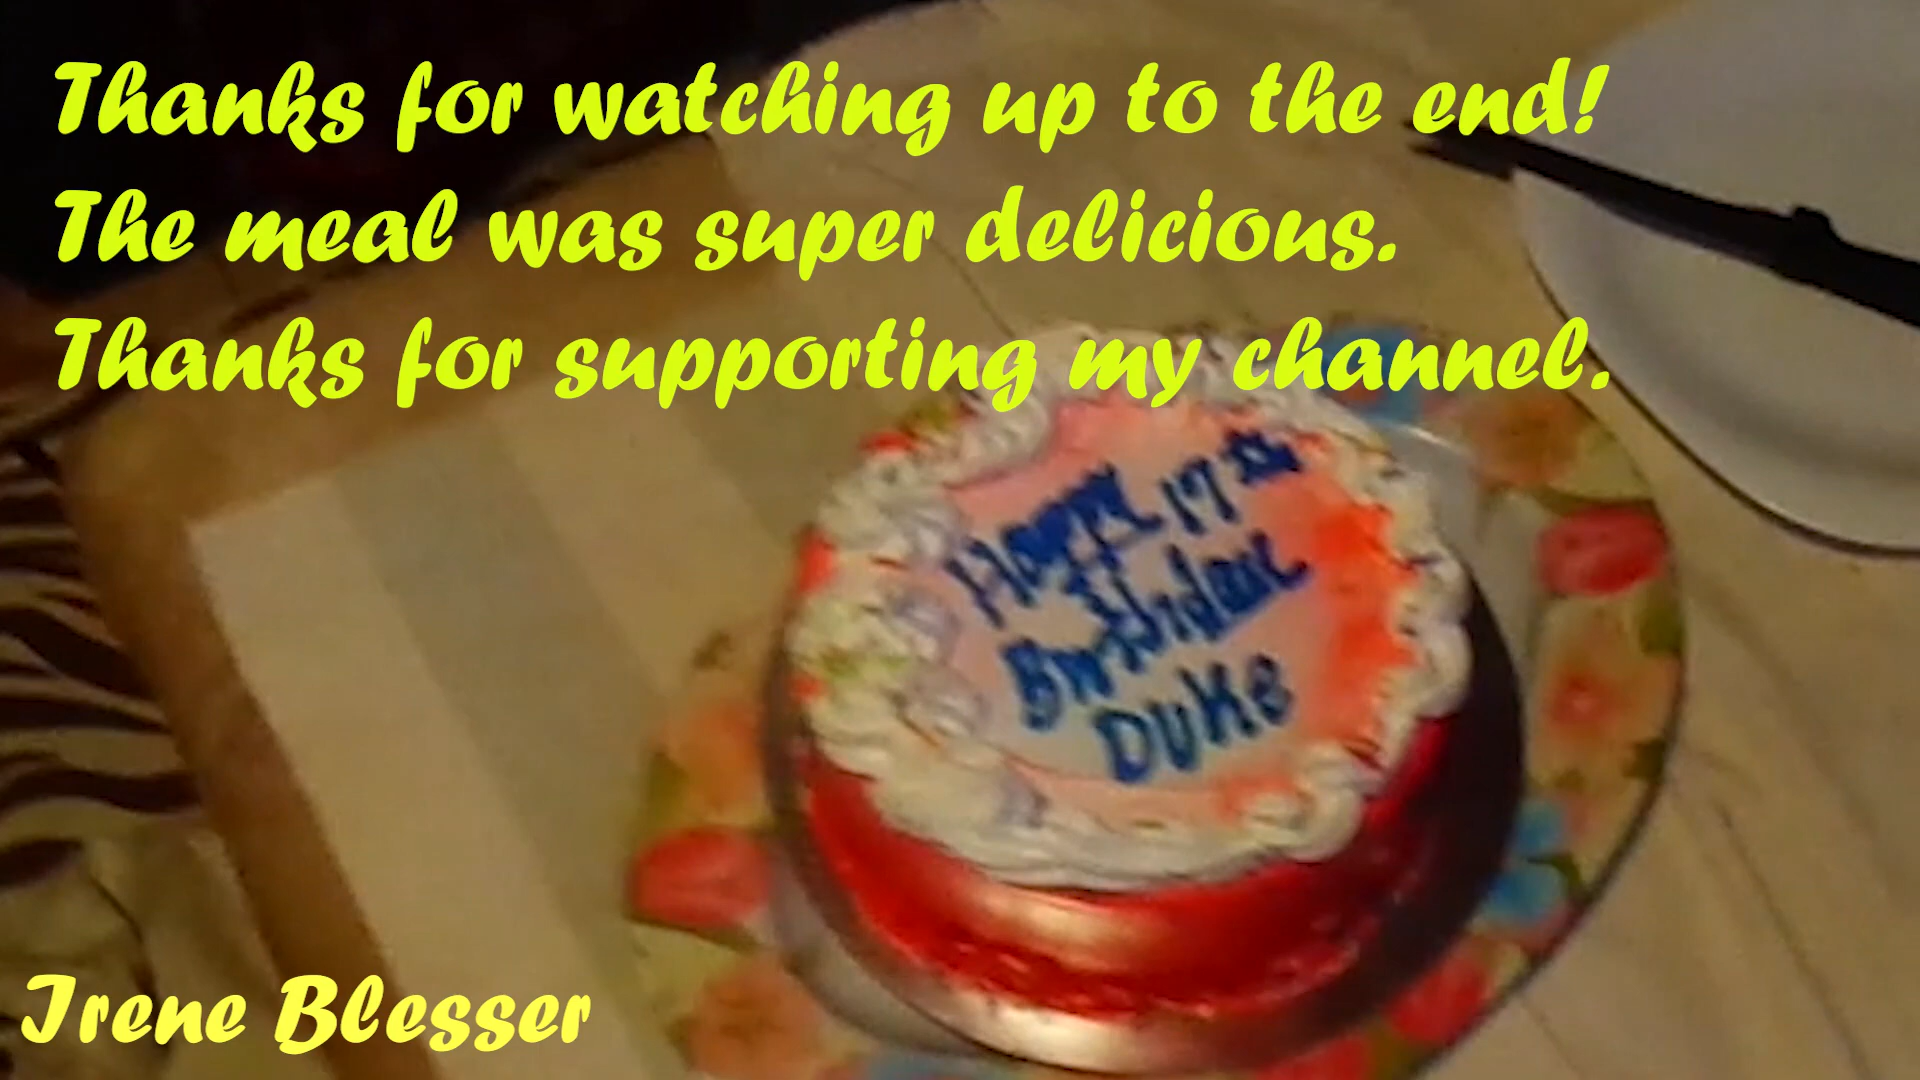 Thanks for watching up to the end!
The meal was super delicious.
Thanks for supporting my channel.
Happy 17th
Birthday
DUKE
Irene Blesser